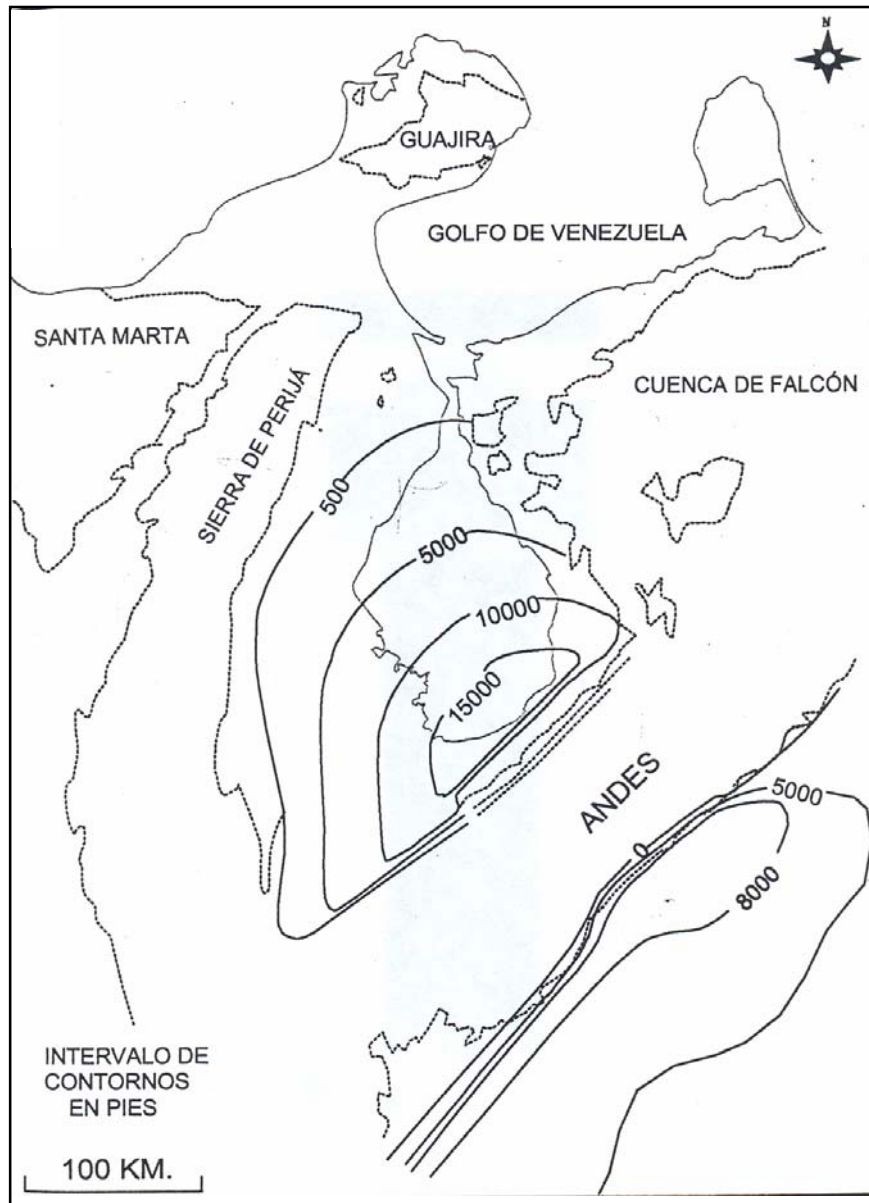 N
GUAJIRA
GOLFO DE VENEZUELA
SANTA MARTA
CUENCA DE FALCÓN
SIERRA DE PERIJÁ
500
5000
10000
15000
ANDES
5000
0
8000
INTERVALO DE
CONTORNOS
EN PIES
100 KM.